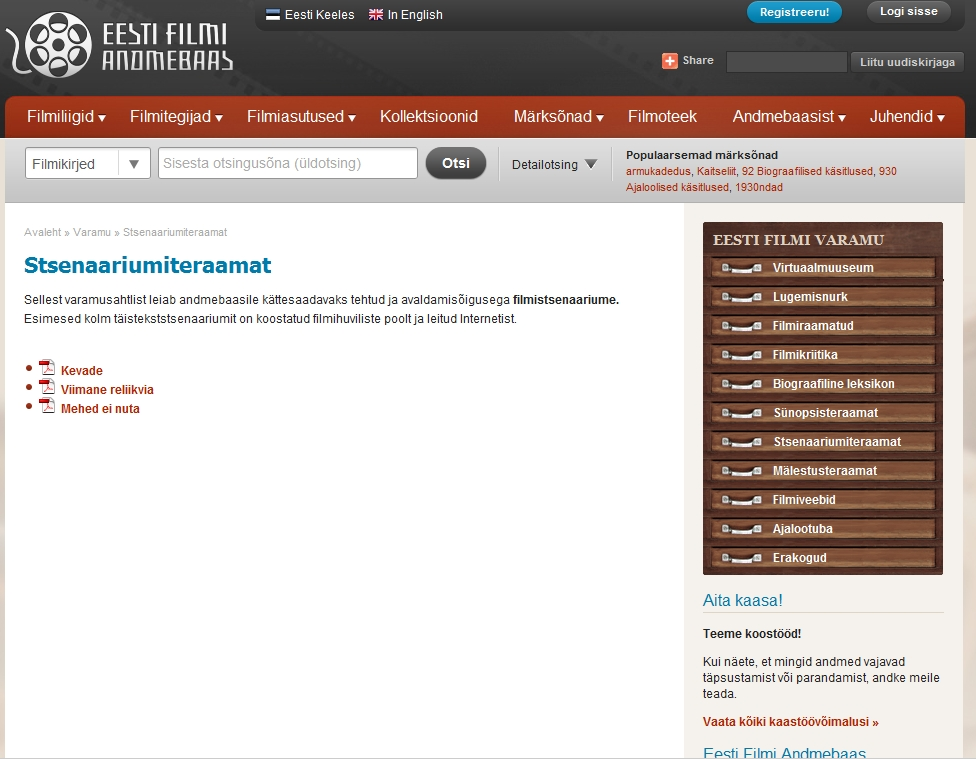 Eesti Keeles In English Registreeru! Logi sisse
EESTI FILMI
ANDMEBAAS
Share Liitu uudiskirjaga
Filmiliigid Filmitegijad Filmiasutused Kollektsioonid Märksõnad Filmoteek Andmebaasist Juhendid
Filmikirjed Sisesta otsingusõna (üldotsing) Otsi Detailotsing
Populaarsemad märksõnad
armukadedus, Kaitseliit, 92 Biograafilised käsitlused, 930
Ajaloolised käsitlused, 1930ndad
Avaleht » Varamu » Stsenaariumiteraamat
Stsenaariumiteraamat
Sellest varamusahtlist leiab andmebaasile kättesaadavaks tehtud ja avaldamisõigusega filmistsenaariume.
Esimesed kolm täistekststsenaariumit on koostatud filmihuviliste poolt ja leitud Internetist.
Kevade
Viimane reliikvia
Mehed ei nuta
EESTI FILMI VARAMU
Virtuaalmuuseum
Lugemisnurk
Filmiraamatud
Filmikriitika
Biograafiline leksikon
Sünopsisteraamat
Stsenaariumiteraamat
Mälestusteraamat
Filmiveebid
Ajalootuba
Erakogud
Aita kaasa!
Teeme koostööd!
Kui näete, et mingid andmed vajavad
täpsustamist või parandamist, andke meile
teada.
Vaata kõiki kaastöövõimalusi »
Eesti Filmi Andmebaas